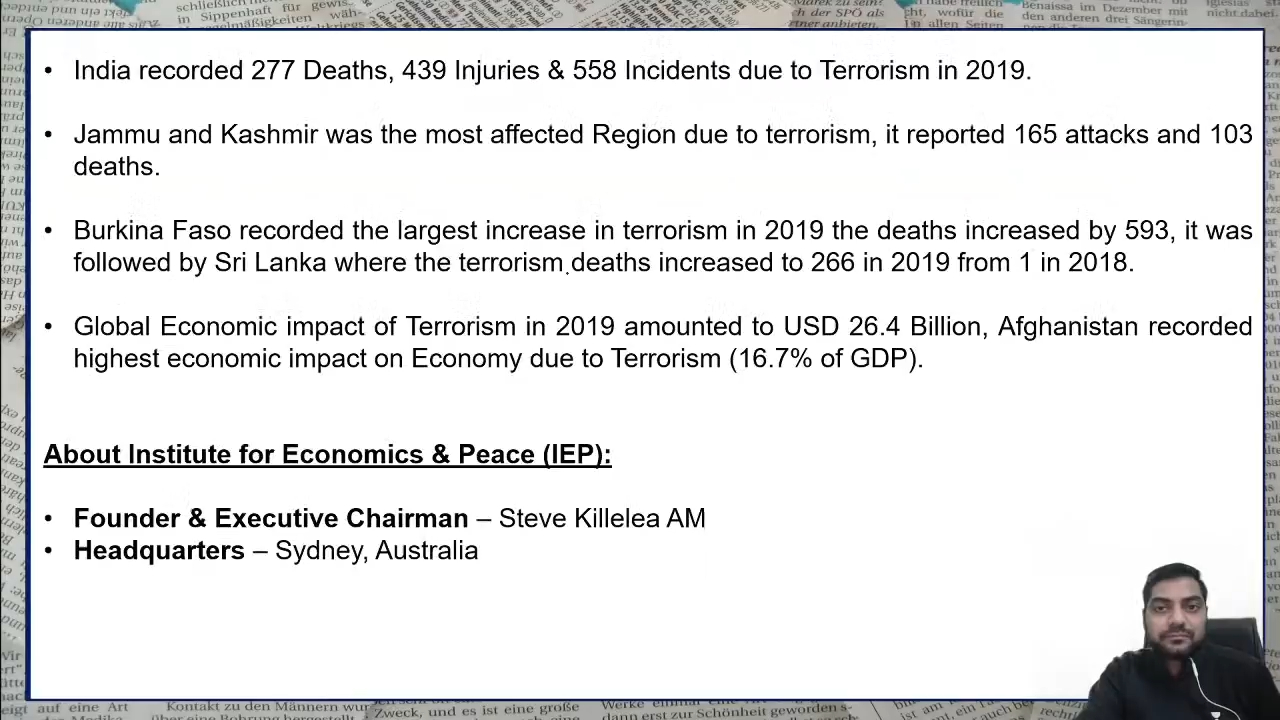 • India recorded 277 Deaths, 439 Injuries & 558 Incidents due to Terrorism in 2019.
• Jammu and Kashmir was the most affected Region due to terrorism, it reported 165 attacks and 103
deaths.
• Burkina Faso recorded the largest increase in terrorism in 2019 the deaths increased by 593, it was
followed by Sri Lanka where the terrorism deaths increased to 266 in 2019 from 1 in 2018.
• Global Economic impact of Terrorism in 2019 amounted to USD 26.4 Billion, Afghanistan recorded
highest economic impact on Economy due to Terrorism (16.7% of GDP).
About Institute for Economics & Peace (IEP):
• Founder & Executive Chairman – Steve Killelea AM
• Headquarters – Sydney, Australia